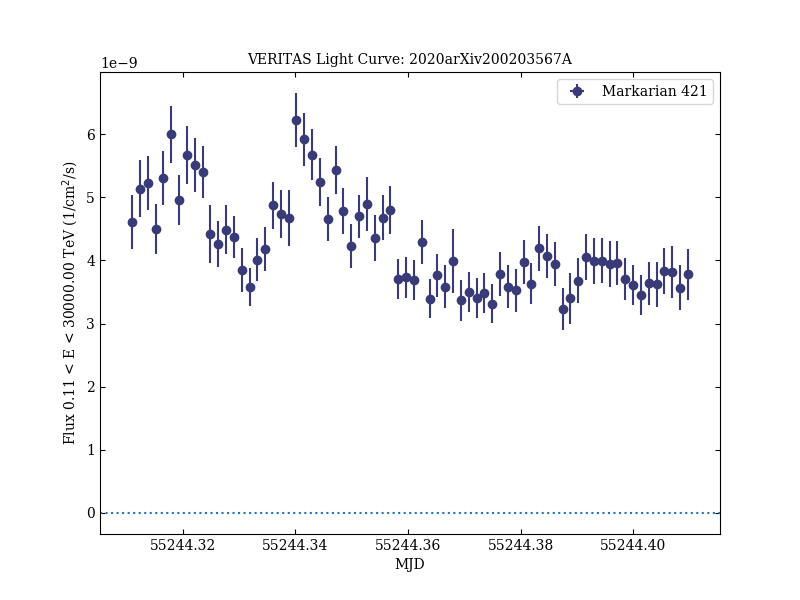 VERITAS Light Curve: 2020arXiv200203567A
1e−9
Markarian 421
6
5
4
3
2
1
0
Flux 0.11 < E < 30000.00 TeV (1/cm²/s)
55244.32 55244.34 55244.36 55244.38 55244.40
MJD